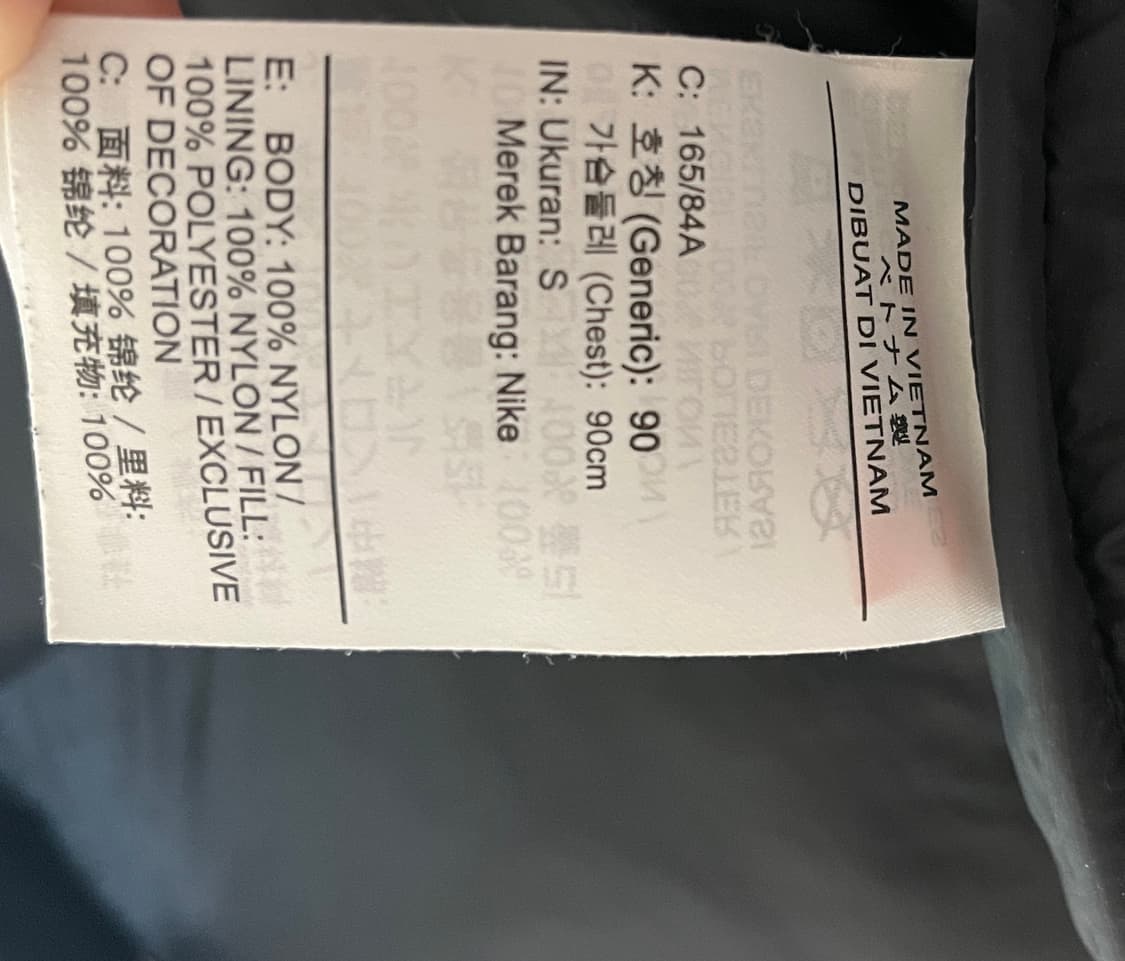 MADE IN VIETNAM
ベトナム製
DIBUAT DI VIETNAM
C: 165/84A
K: 호칭 (Generic): 90
가슴둘레 (Chest): 90cm
IN: Ukuran: S
Merek Barang: Nike
E: BODY: 100% NYLON /
LINING: 100% NYLON / FILL:
100% POLYESTER / EXCLUSIVE
OF DECORATION
C: 面料: 100% 锦纶 / 里料:
100% 锦纶 / 填充物: 100%